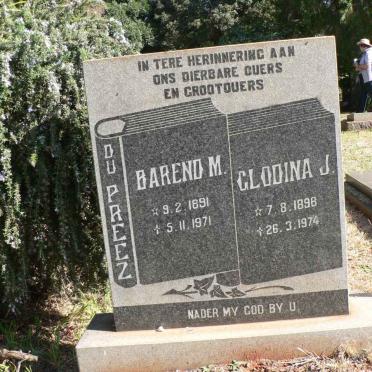 IN TERE HERINNERING AAN
ONS DIERBARE OUERS
EN GROOTOUERS
DU PREEZ
BAREND M.
☆ 9.2.1891
✝ 5.11.1971
CLODINA J.
☆ 7.8.1898
✝ 26.3.1974
NADER MY GOD BY U.